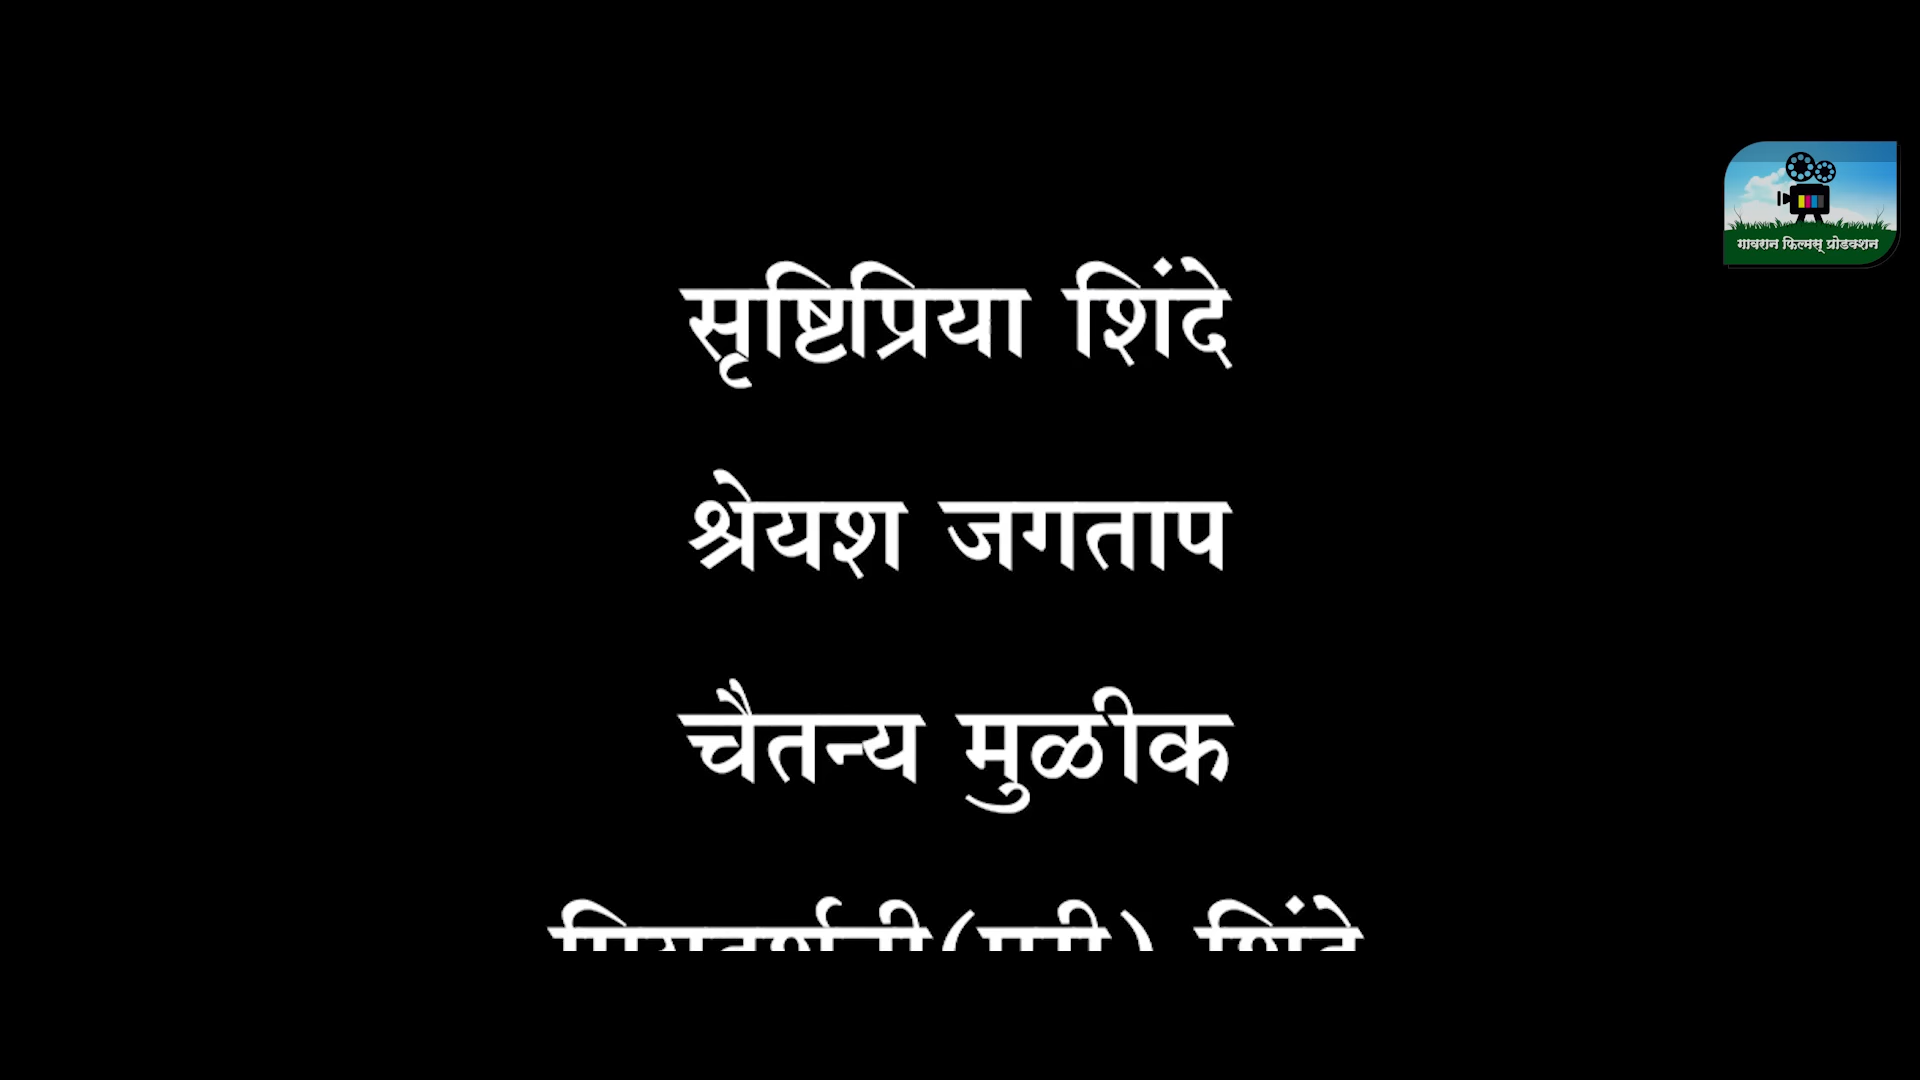 गावरान फिल्मस् प्रोडक्शन
सृष्टिप्रिया शिंदे
श्रेयश जगताप
चैतन्य मुळीक
शिंदे